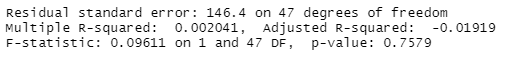 Residual standard error: 146.4 on 47 degrees of freedom
Multiple R-squared:  0.002041,  Adjusted R-squared:  -0.01919
F-statistic: 0.09611 on 1 and 47 DF,  p-value: 0.7579